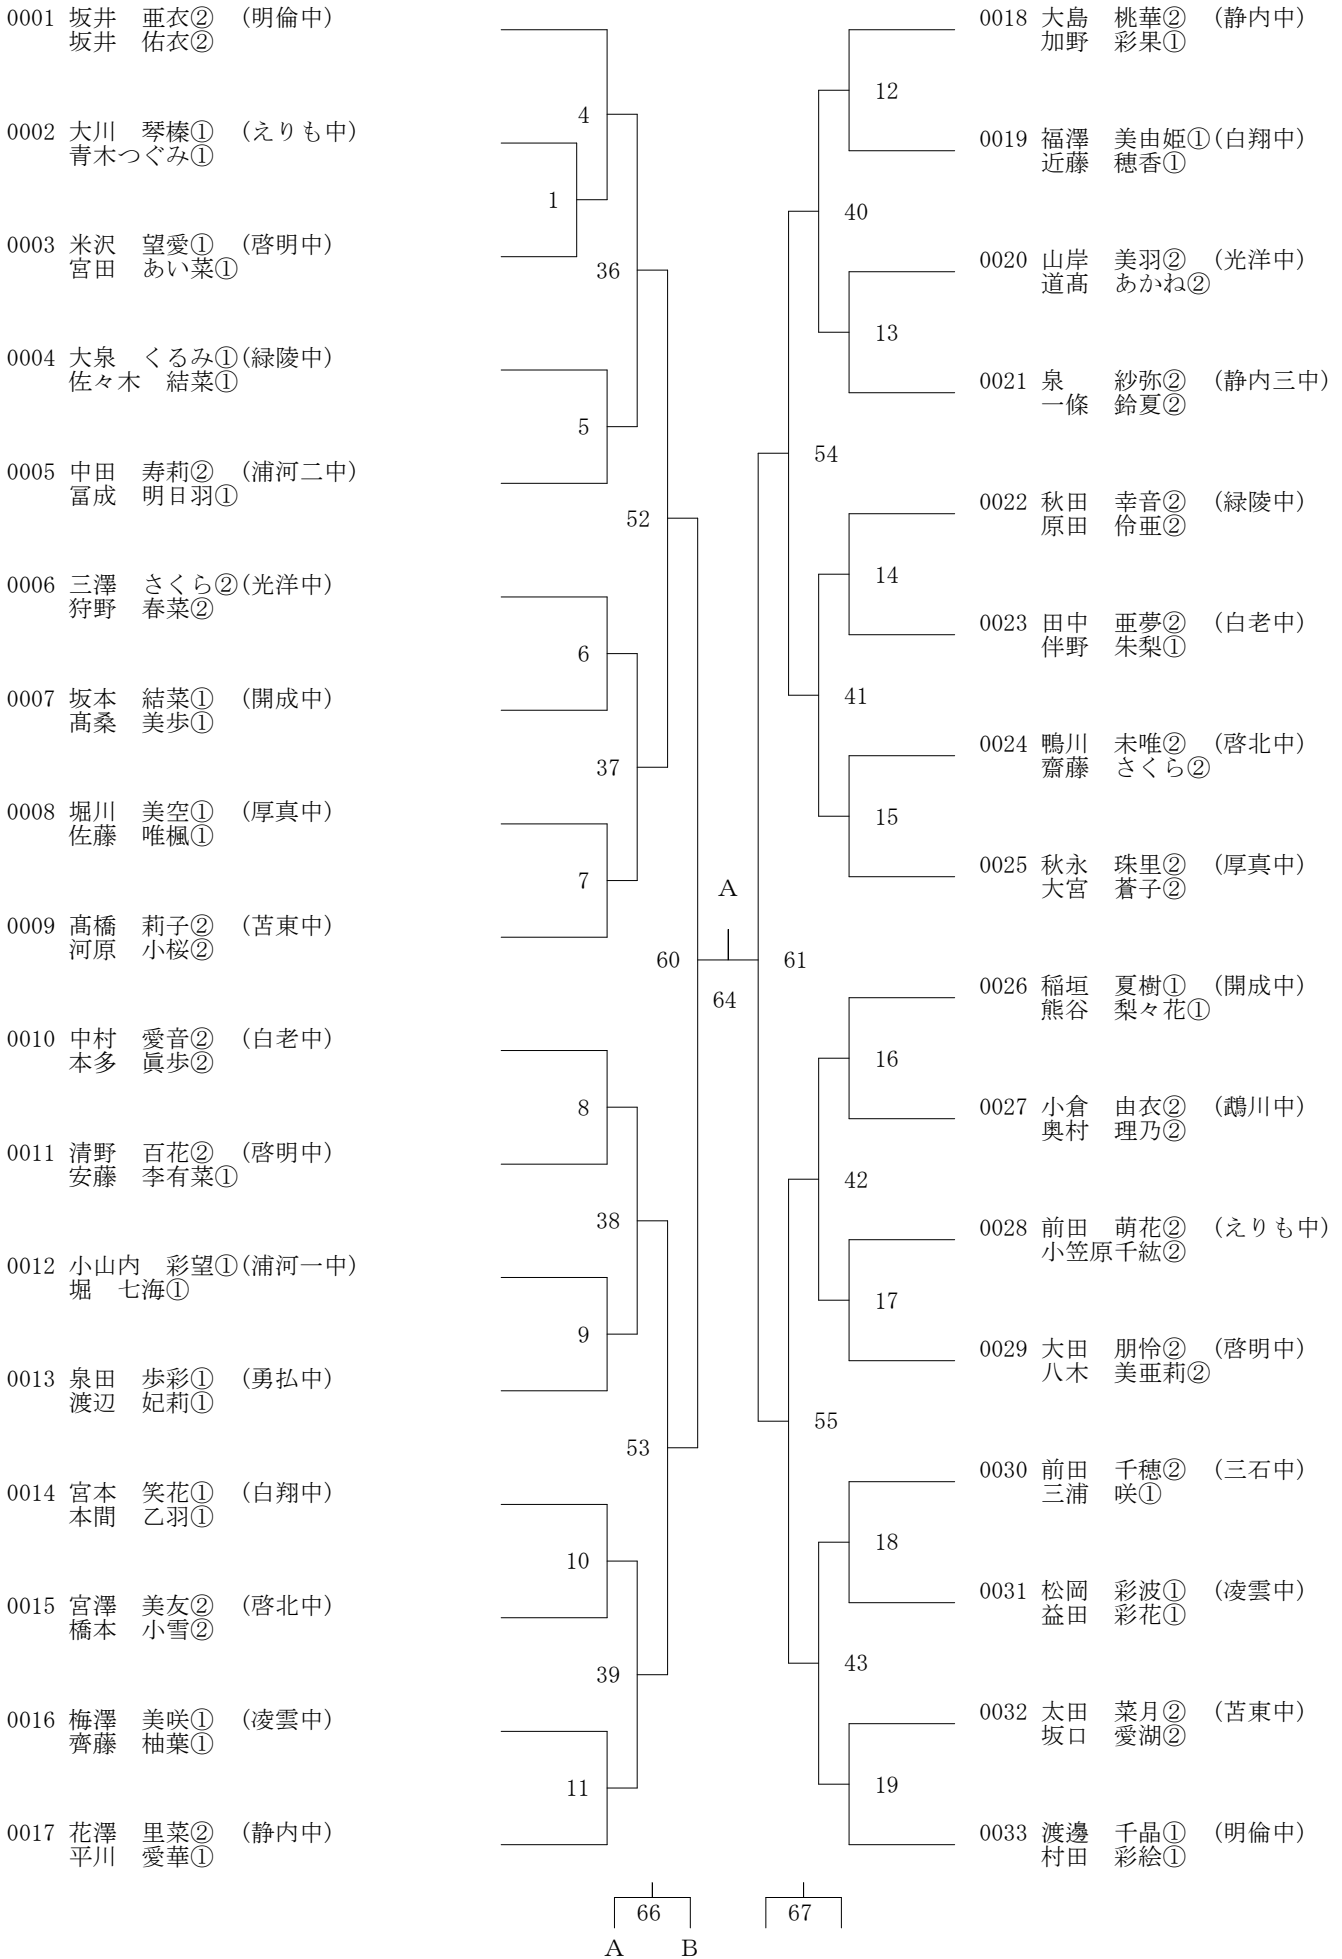 0001 坂井　亜衣②　(明倫中)
坂井　佑衣②
0002 大川　琴榛①　(えりも中)
青木つぐみ①
0003 米沢　望愛①　(啓明中)
宮田　あい菜①
0004 大泉　くるみ①(緑陵中)
佐々木　結菜①
0005 中田　寿莉②　(浦河二中)
冨成　明日羽①
0006 三澤　さくら②(光洋中)
狩野　春菜②
0007 坂本　結菜①　(開成中)
髙桑　美歩①
0008 堀川　美空①　(厚真中)
佐藤　唯楓①
0009 髙橋　莉子②　(苫東中)
河原　小桜②
0010 中村　愛音②　(白老中)
本多　眞歩②
0011 清野　百花②　(啓明中)
安藤　李有菜①
0012 小山内　彩望①(浦河一中)
堀　七海①
0013 泉田　歩彩①　(勇払中)
渡辺　妃莉①
0014 宮本　笑花①　(白翔中)
本間　乙羽①
0015 宮澤　美友②　(啓北中)
橋本　小雪②
0016 梅澤　美咲①　(凌雲中)
齊藤　柚葉①
0017 花澤　里菜②　(静内中)
平川　愛華①
4
1
36
5
52
6
37
7
60
8
38
9
53
10
39
11
A
64
0018 大島　桃華②　(静内中)
加野　彩果①
0019 福澤　美由姫①(白翔中)
近藤　穂香①
0020 山岸　美羽②　(光洋中)
道髙　あかね②
0021 泉　　紗弥②　(静内三中)
一條　鈴夏②
0022 秋田　幸音②　(緑陵中)
原田　伶亜②
0023 田中　亜夢②　(白老中)
伴野　朱梨①
0024 鴨川　未唯②　(啓北中)
齋藤　さくら②
0025 秋永　珠里②　(厚真中)
大宮　蒼子②
0026 稲垣　夏樹①　(開成中)
熊谷　梨々花①
0027 小倉　由衣②　(鵡川中)
奥村　理乃②
0028 前田　萌花②　(えりも中)
小笠原千紘②
0029 大田　朋怜②　(啓明中)
八木　美亜莉②
0030 前田　千穂②　(三石中)
三浦　咲①
0031 松岡　彩波①　(凌雲中)
益田　彩花①
0032 太田　菜月②　(苫東中)
坂口　愛湖②
0033 渡邊　千晶①　(明倫中)
村田　彩絵①
12
40
13
54
14
41
15
61
16
42
17
55
18
43
19
66
A B
67